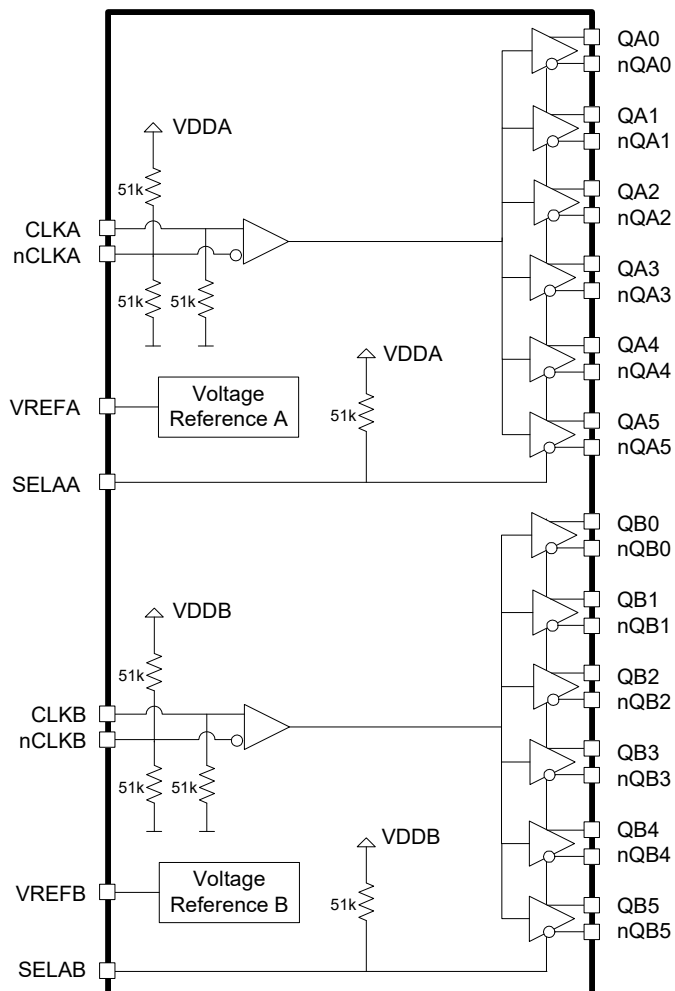 QA0
nQA0
QA1
nQA1
VDDA
51k
QA2
nQA2
CLKA
nCLKA
QA3
nQA3
51k
51k
QA4
nQA4
VDDA
Voltage
Reference A
VREFA
51k
QA5
nQA5
SELAA
QB0
nQB0
QB1
nQB1
VDDB
51k
QB2
nQB2
CLKB
nCLKB
QB3
nQB3
51k
51k
QB4
nQB4
VDDB
Voltage
Reference B
VREFB
51k
QB5
nQB5
SELAB